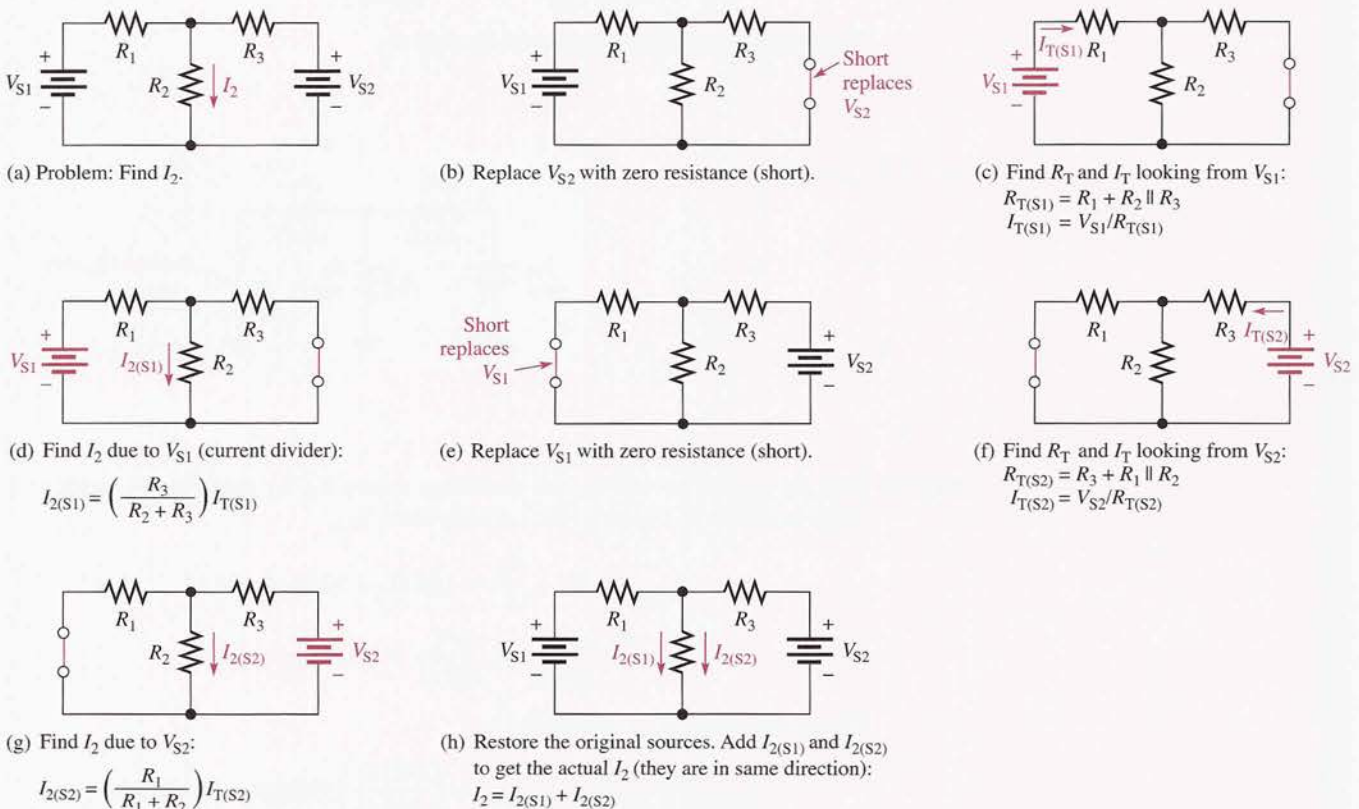 R1 R3
+ +
VS1 R2 I2 VS2
− −
(a) Problem: Find I2.
R1 R3
+
VS1 R2
−
Short
replaces
VS2
(b) Replace VS2 with zero resistance (short).
IT(S1) R1 R3
+
VS1 R2
−
(c) Find RT and IT looking from VS1:
RT(S1) = R1 + R2 || R3
IT(S1) = VS1/RT(S1)
R1 R3
+
VS1 I2(S1) R2
−
(d) Find I2 due to VS1 (current divider):
I2(S1) = (R3 / R2 + R3) IT(S1)
Short
replaces
VS1
R1 R3
+
R2 VS2
−
(e) Replace VS1 with zero resistance (short).
R1 R3 IT(S2)
+
R2 VS2
−
(f) Find RT and IT looking from VS2:
RT(S2) = R3 + R1 || R2
IT(S2) = VS2/RT(S2)
R1 R3
+
R2 I2(S2) VS2
−
(g) Find I2 due to VS2:
I2(S2) = (R1 / R1 + R2) IT(S2)
R1 R3
+ +
VS1 I2(S1) I2(S2) VS2
− −
(h) Restore the original sources. Add I2(S1) and I2(S2)
to get the actual I2 (they are in same direction):
I2 = I2(S1) + I2(S2)